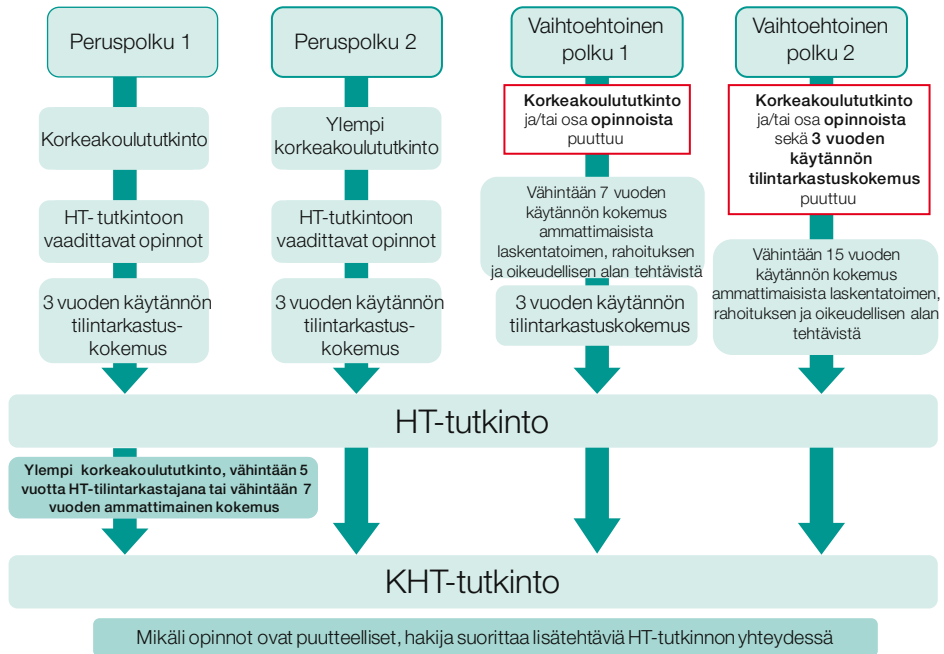 Peruspolku 1
Korkeakoulututkinto
HT- tutkintoon
vaadittavat opinnot
3 vuoden käytännön
tilintarkastus-
kokemus
Peruspolku 2
Ylempi
korkeakoulututkinto
HT-tutkintoon
vaadittavat opinnot
3 vuoden käytännön
tilintarkastus-
kokemus
Vaihtoehtoinen
polku 1
Korkeakoulututkinto
ja/tai osa opinnoista
puuttuu
Vähintään 7 vuoden
käytännön kokemus
ammattimaisista
laskentatoimen, rahoituksen
ja oikeudellisen alan tehtävistä
3 vuoden käytännön
tilintarkastuskokemus
Vaihtoehtoinen
polku 2
Korkeakoulututkinto
ja/tai osa opinnoista
sekä 3 vuoden
käytännön
tilintarkastuskokemus
puuttuu
Vähintään 15 vuoden
käytännön kokemus
ammattimaisista laskentatoimen,
rahoituksen ja oikeudellisen alan
tehtävistä
HT-tutkinto
Ylempi korkeakoulututkinto, vähintään 5
vuotta HT-tilintarkastajana tai vähintään 7
vuoden ammattimainen kokemus
KHT-tutkinto
Mikäli opinnot ovat puutteelliset, hakija suorittaa lisätehtäviä HT-tutkinnon yhteydessä